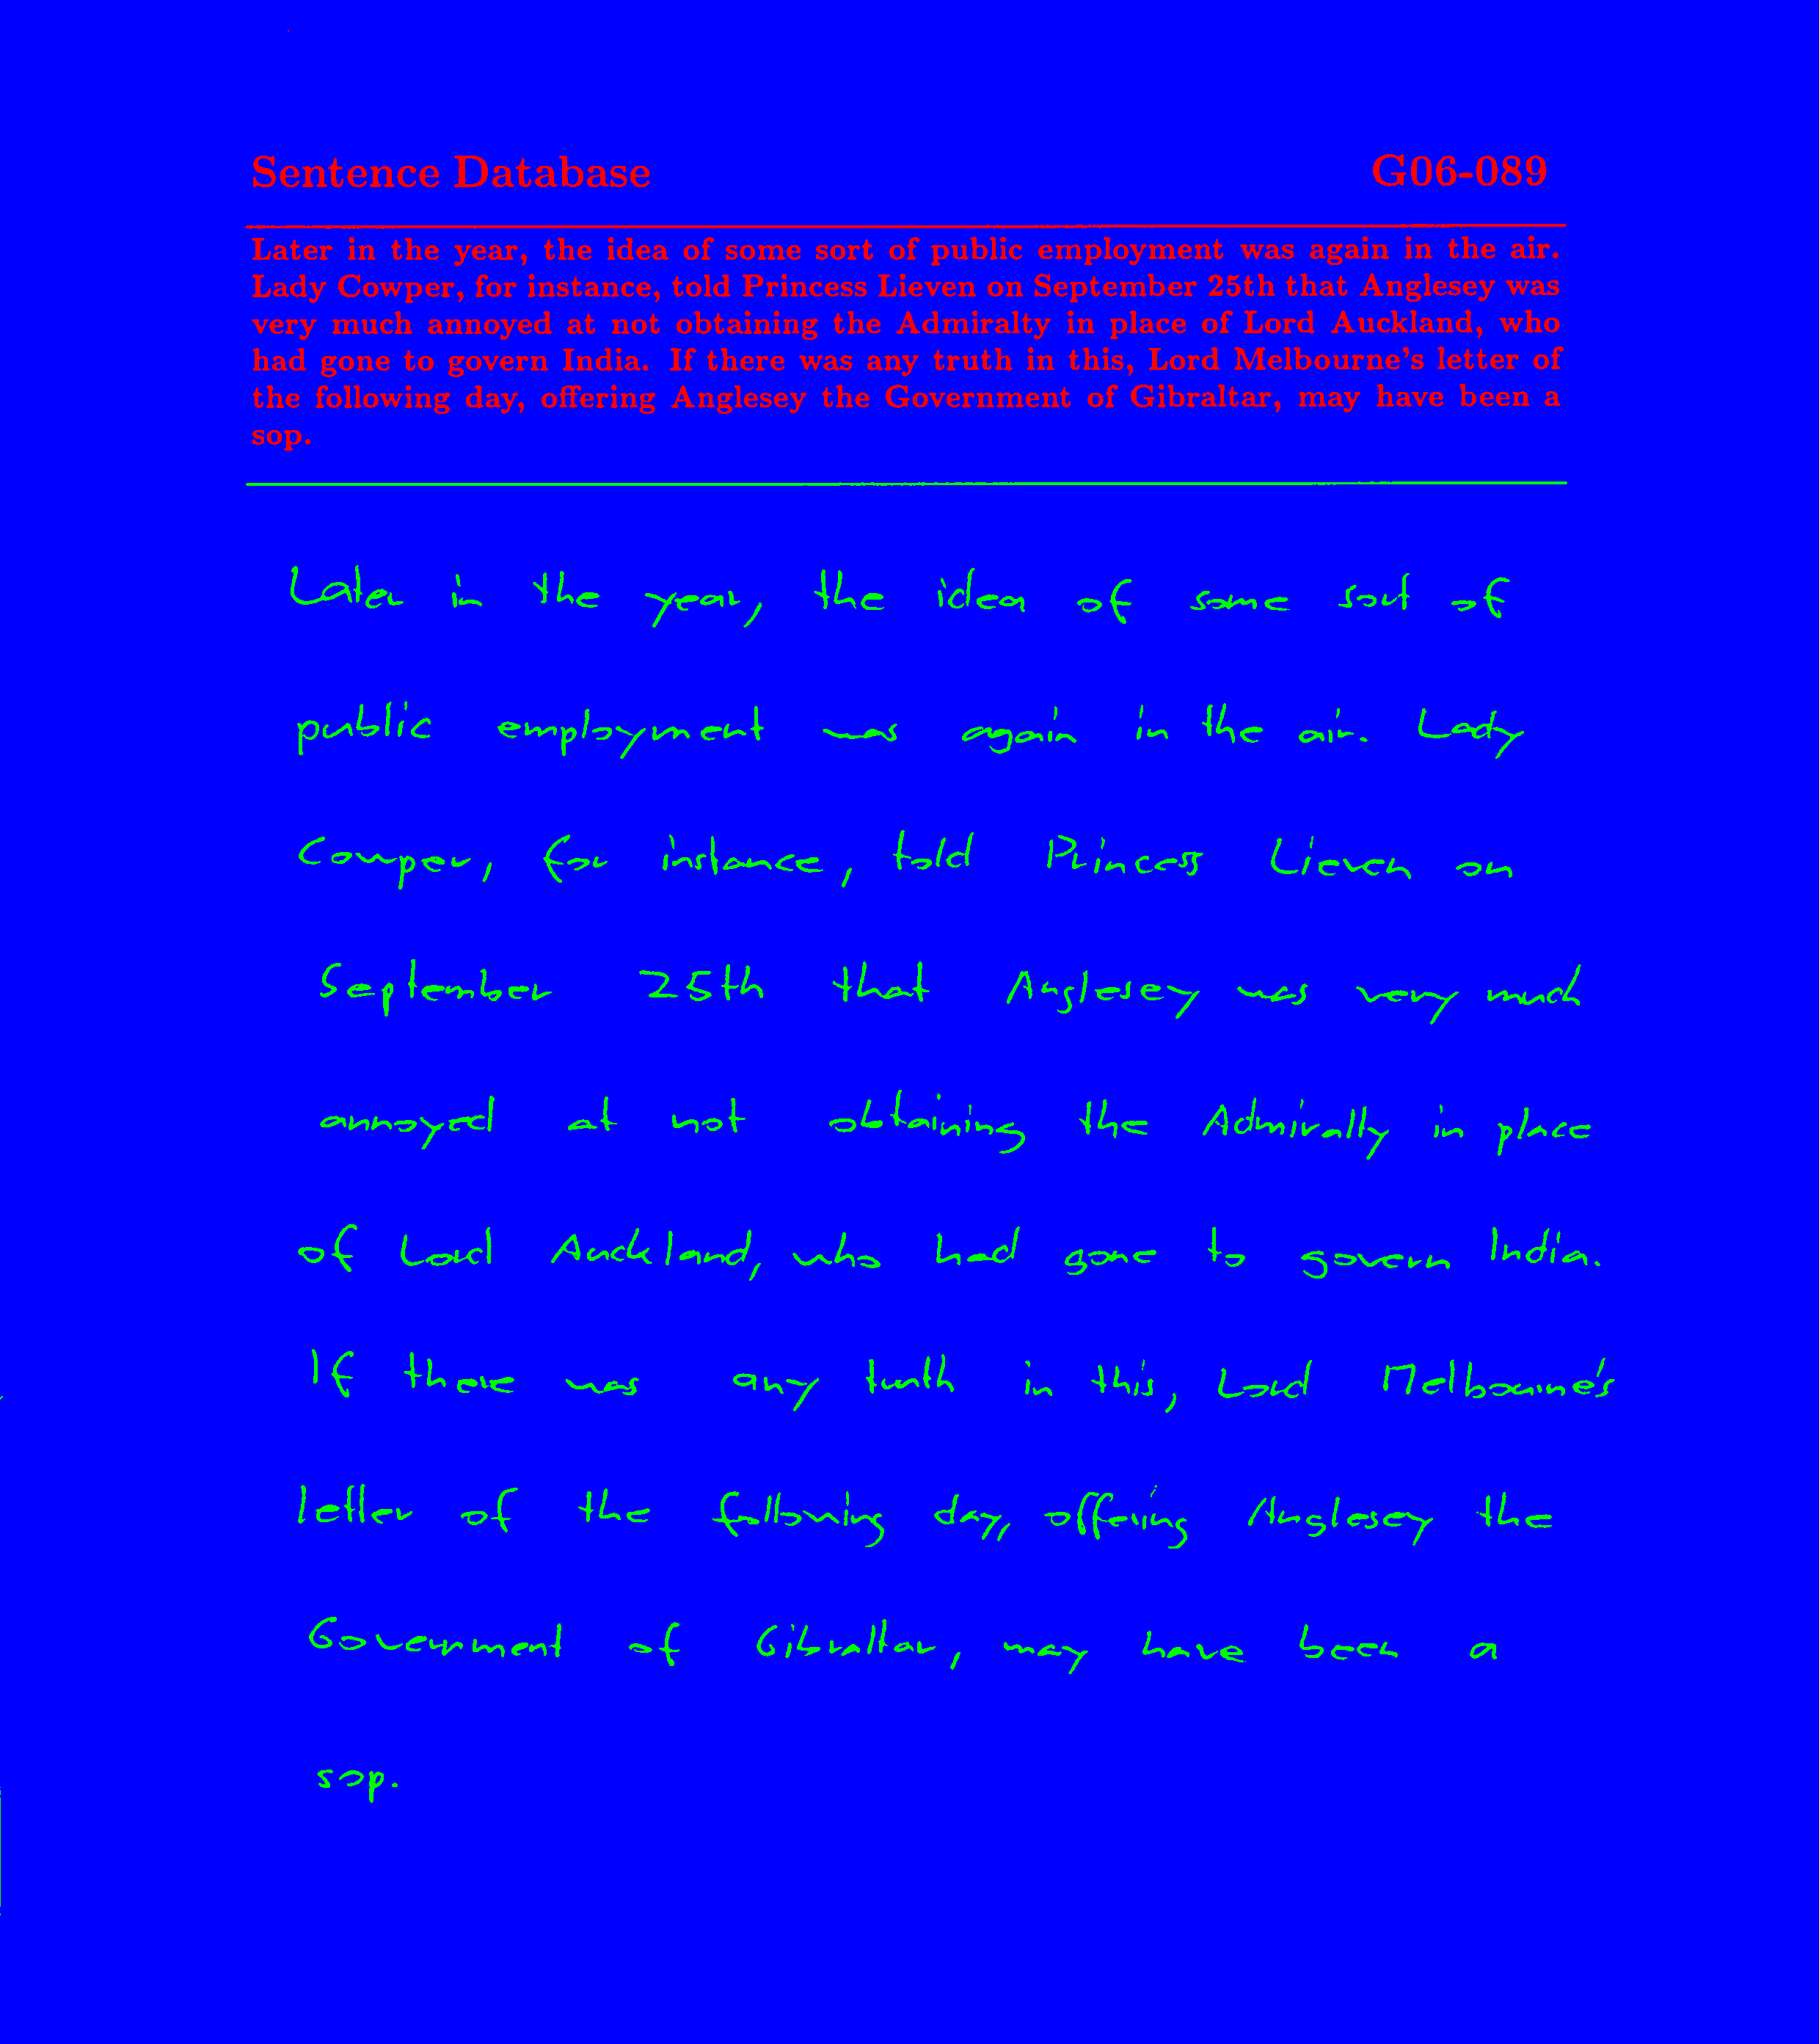 Sentence Database G06-089
Later in the year, the idea of some sort of public employment was again in the air.
Lady Cowper, for instance, told Princess Lieven on September 25th that Anglesey was
very much annoyed at not obtaining the Admiralty in place of Lord Auckland, who
had gone to govern India. If there was any truth in this, Lord Melbourne's letter of
the following day, offering Anglesey the Government of Gibraltar, may have been a
sop.
Later in the year, the idea of some sort of
public employment was again in the air. Lady
Cowper, for instance, told Princess Lieven on
September 25th that Anglesey was very much
annoyed at not obtaining the Admiralty in place
of Lord Auckland, who had gone to govern India.
If there was any truth in this, Lord Melbourne's
letter of the following day, offering Anglesey the
Government of Gibraltar, may have been a
sop.